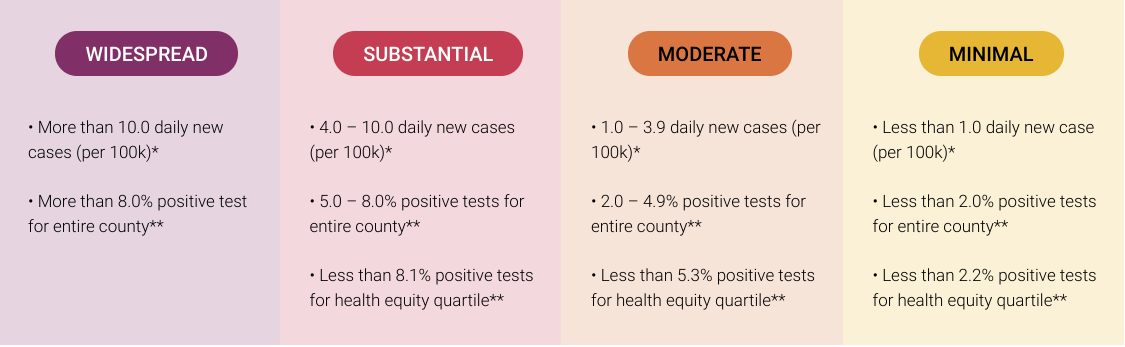 WIDESPREAD
• More than 10.0 daily new
cases (per 100k)*
• More than 8.0% positive test
for entire county**
SUBSTANTIAL
• 4.0 – 10.0 daily new cases
(per 100k)*
• 5.0 – 8.0% positive tests for
entire county**
• Less than 8.1% positive tests
for health equity quartile**
MODERATE
• 1.0 – 3.9 daily new cases (per
100k)*
• 2.0 – 4.9% positive tests for
entire county**
• Less than 5.3% positive tests
for health equity quartile**
MINIMAL
• Less than 1.0 daily new case
(per 100k)*
• Less than 2.0% positive tests
for entire county**
• Less than 2.2% positive tests
for health equity quartile**